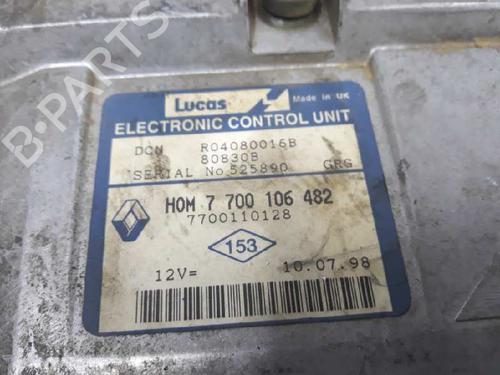 B-PARTS
Lucas Made in UK
ELECTRONIC CONTROL UNIT
DCN R04080016B
80830B
SERIAL No.525890 GRG
HOM 7 700 106 482
7700110128
153
12V= 10.07.98